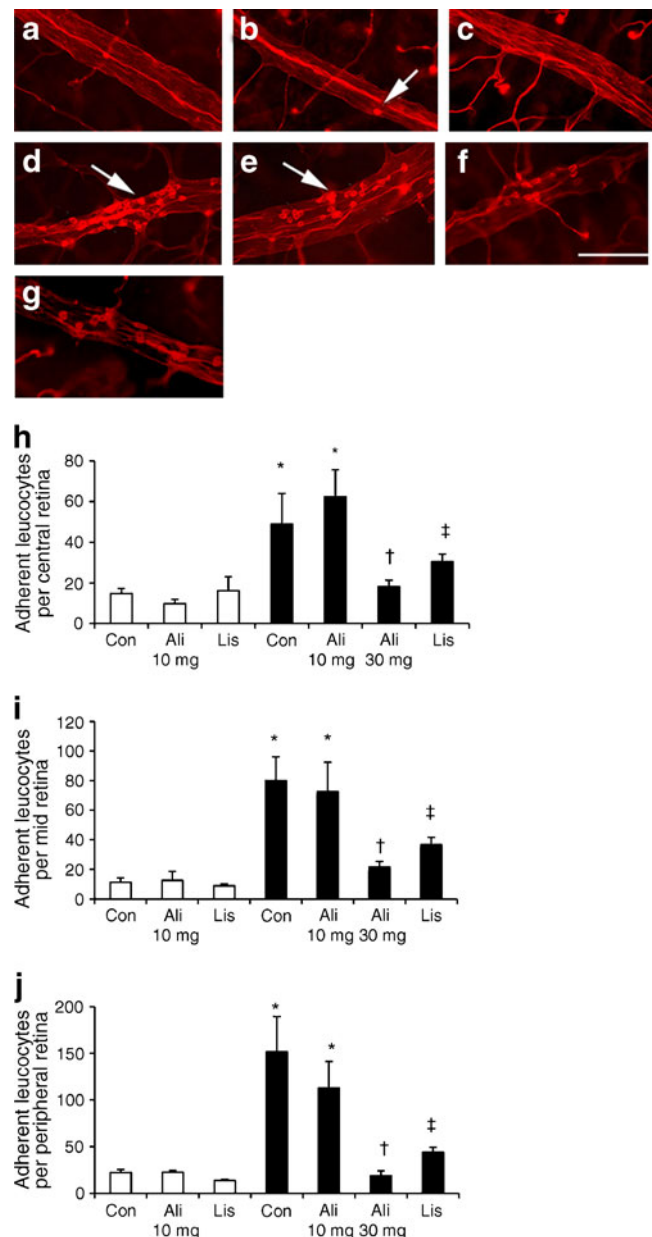 a
b
c
d
e
f
g
h
Adherent leucocytes
per central retina
80
60
40
20
0
*
*
†
‡
Con
Ali
Lis
Con
Ali
Ali
Lis
10 mg
10 mg
30 mg
i
Adherent leucocytes
per mid retina
120
100
80
60
40
20
0
*
*
†
‡
Con
Ali
Lis
Con
Ali
Ali
Lis
10 mg
10 mg
30 mg
j
Adherent leucocytes
per peripheral retina
200
150
100
50
0
*
*
†
‡
Con
Ali
Lis
Con
Ali
Ali
Lis
10 mg
10 mg
30 mg